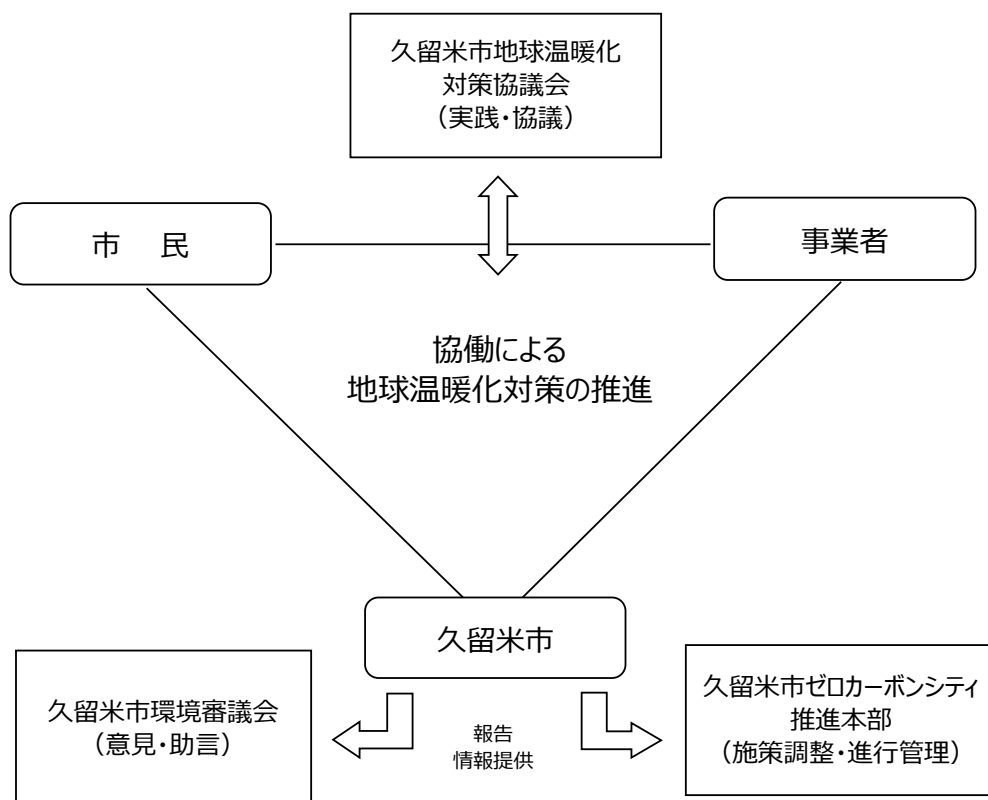 久留米市地球温暖化
対策協議会
（実践・協議）
市　民
事業者
協働による
地球温暖化対策の推進
久留米市
久留米市環境審議会
（意見・助言）
報告
情報提供
久留米市ゼロカーボンシティ
推進本部
（施策調整・進行管理）